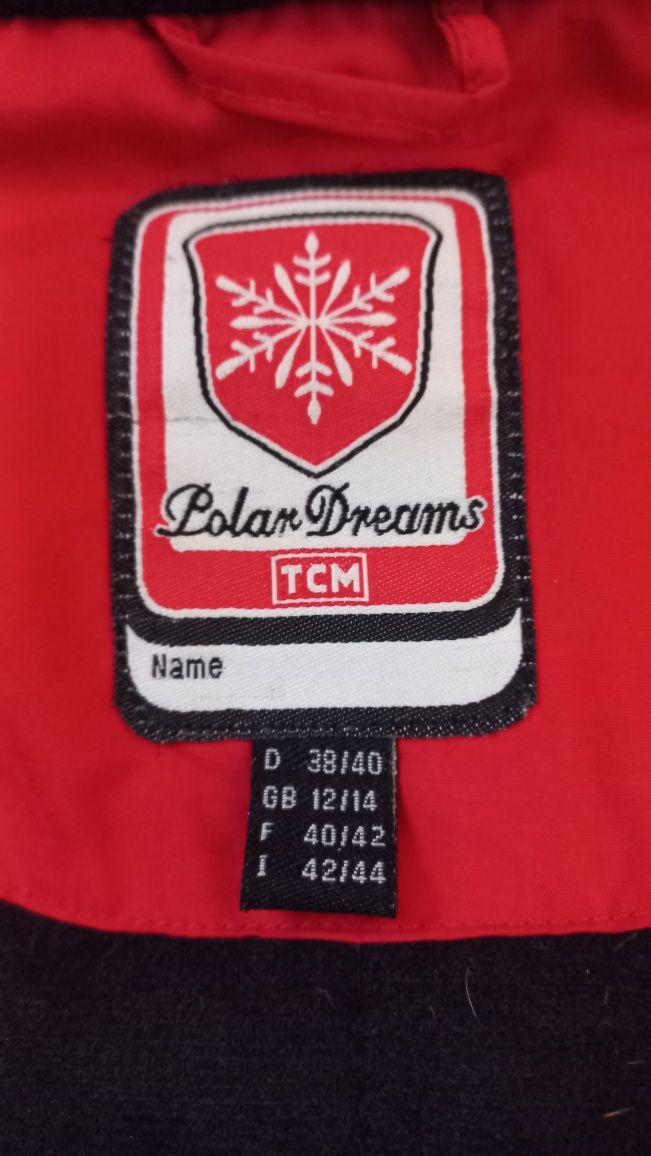 Polar Dreams
TCM
Name
D 38/40
GB 12/14
F 40/42
I 42/44